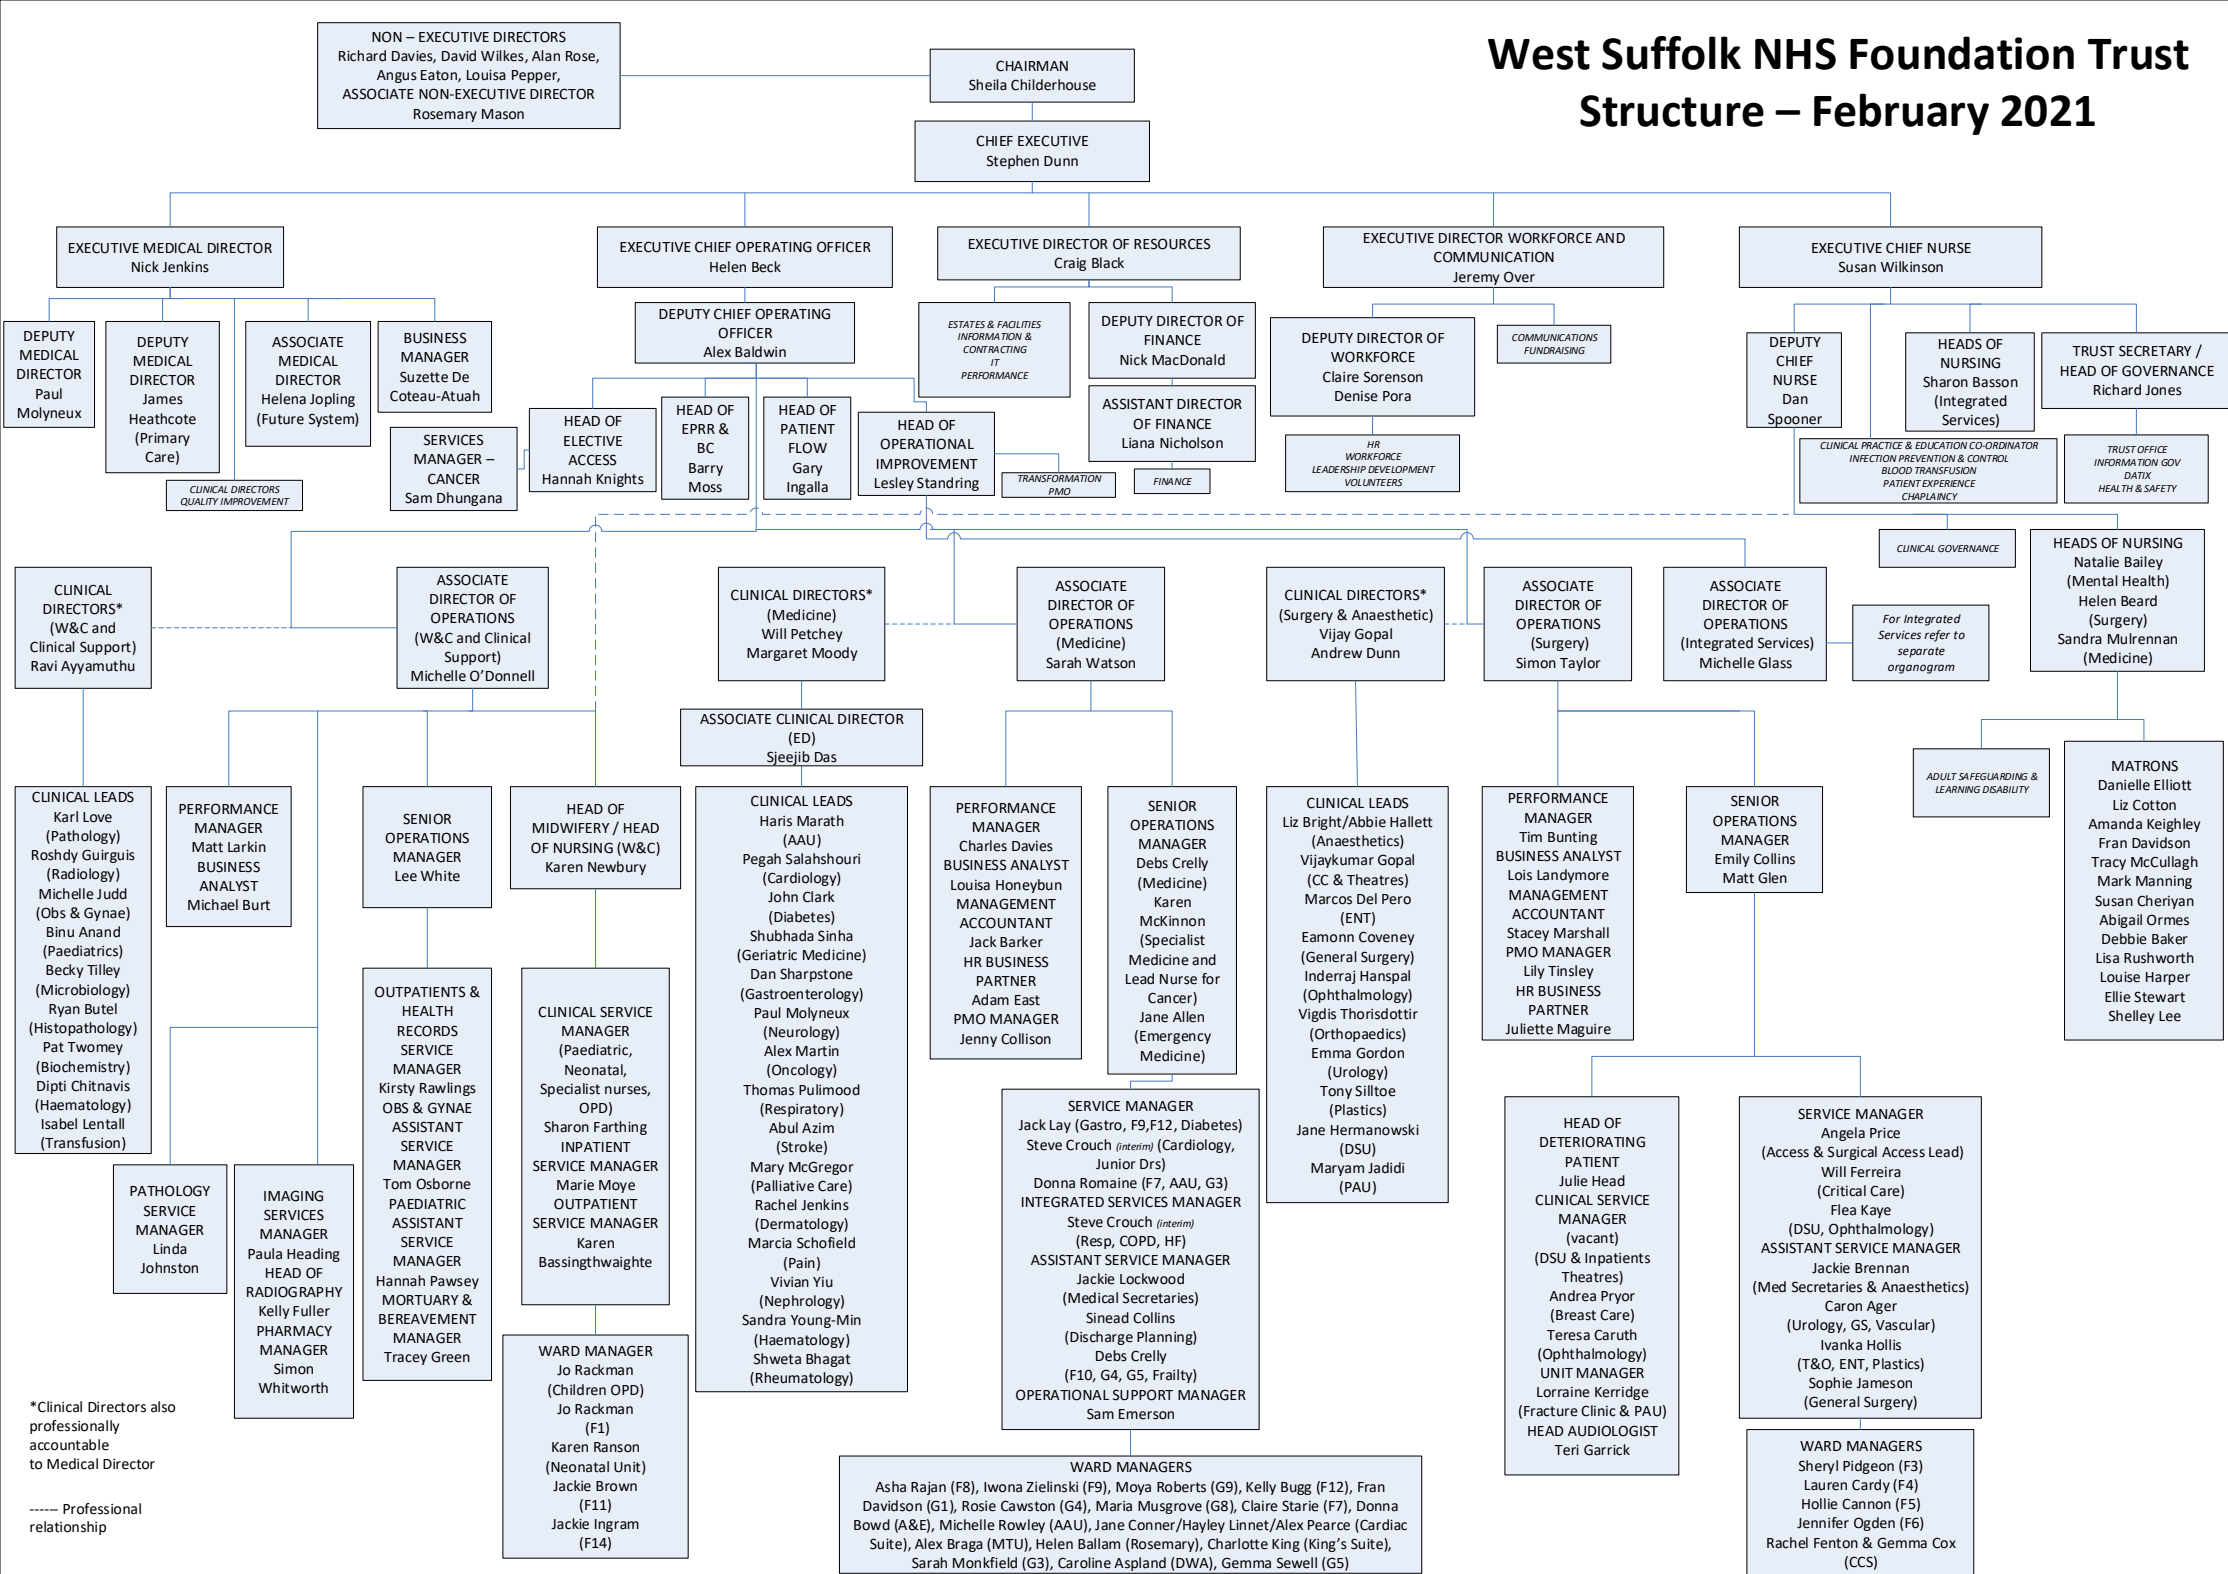 West Suffolk NHS Foundation Trust
Structure – February 2021
NON – EXECUTIVE DIRECTORS
Richard Davies, David Wilkes, Alan Rose,
Angus Eaton, Louisa Pepper,
ASSOCIATE NON-EXECUTIVE DIRECTOR
Rosemary Mason
CHAIRMAN
Sheila Childerhouse
CHIEF EXECUTIVE
Stephen Dunn
EXECUTIVE MEDICAL DIRECTOR
Nick Jenkins
EXECUTIVE CHIEF OPERATING OFFICER
Helen Beck
EXECUTIVE DIRECTOR OF RESOURCES
Craig Black
EXECUTIVE DIRECTOR WORKFORCE AND
COMMUNICATION
Jeremy Over
EXECUTIVE CHIEF NURSE
Susan Wilkinson
DEPUTY
MEDICAL
DIRECTOR
Paul
Molyneux
DEPUTY
MEDICAL
DIRECTOR
James
Heathcote
(Primary
Care)
CLINICAL DIRECTORS
QUALITY IMPROVEMENT
ASSOCIATE
MEDICAL
DIRECTOR
Helena Jopling
(Future System)
BUSINESS
MANAGER
Suzette De
Coteau-Atuah
DEPUTY CHIEF OPERATING
OFFICER
Alex Baldwin
SERVICES
MANAGER –
CANCER
Sam Dhungana
HEAD OF
ELECTIVE
ACCESS
Hannah Knights
HEAD OF
EPRR &
BC
Barry
Moss
HEAD OF
PATIENT
FLOW
Gary
Ingalla
HEAD OF
OPERATIONAL
IMPROVEMENT
Lesley Standring
TRANSFORMATION
PMO
ESTATES & FACILITIES
INFORMATION &
CONTRACTING
IT
PERFORMANCE
DEPUTY DIRECTOR OF
FINANCE
Nick MacDonald
ASSISTANT DIRECTOR
OF FINANCE
Liana Nicholson
FINANCE
DEPUTY DIRECTOR OF
WORKFORCE
Claire Sorenson
Denise Pora
HR
WORKFORCE
LEADERSHIP DEVELOPMENT
VOLUNTEERS
COMMUNICATIONS
FUNDRAISING
DEPUTY
CHIEF
NURSE
Dan
Spooner
HEADS OF
NURSING
Sharon Basson
(Integrated
Services)
TRUST SECRETARY /
HEAD OF GOVERNANCE
Richard Jones
CLINICAL PRACTICE & EDUCATION CO-ORDINATOR
INFECTION PREVENTION & CONTROL
BLOOD TRANSFUSION
PATIENT EXPERIENCE
CHAPLAINCY
TRUST OFFICE
INFORMATION GOV
DATIX
HEALTH & SAFETY
CLINICAL GOVERNANCE
HEADS OF NURSING
Natalie Bailey
(Mental Health)
Helen Beard
(Surgery)
Sandra Mulrennan
(Medicine)
CLINICAL
DIRECTORS*
(W&C and
Clinical Support)
Ravi Ayyamuthu
ASSOCIATE
DIRECTOR OF
OPERATIONS
(W&C and Clinical
Support)
Michelle O’Donnell
CLINICAL DIRECTORS*
(Medicine)
Will Petchey
Margaret Moody
ASSOCIATE
DIRECTOR OF
OPERATIONS
(Medicine)
Sarah Watson
CLINICAL DIRECTORS*
(Surgery & Anaesthetic)
Vijay Gopal
Andrew Dunn
ASSOCIATE
DIRECTOR OF
OPERATIONS
(Surgery)
Simon Taylor
ASSOCIATE
DIRECTOR OF
OPERATIONS
(Integrated Services)
Michelle Glass
For Integrated
Services refer to
separate
organogram
ASSOCIATE CLINICAL DIRECTOR
(ED)
Sjeejib Das
ADULT SAFEGUARDING &
LEARNING DISABILITY
MATRONS
Danielle Elliott
Liz Cotton
Amanda Keighley
Fran Davidson
Tracy McCullagh
Mark Manning
Susan Cheriyan
Abigail Ormes
Debbie Baker
Lisa Rushworth
Louise Harper
Ellie Stewart
Shelley Lee
CLINICAL LEADS
Karl Love
(Pathology)
Roshdy Guirguis
(Radiology)
Michelle Judd
(Obs & Gynae)
Binu Anand
(Paediatrics)
Becky Tilley
(Microbiology)
Ryan Butel
(Histopathology)
Pat Twomey
(Biochemistry)
Dipti Chitnavis
(Haematology)
Isabel Lentall
(Transfusion)
PERFORMANCE
MANAGER
Matt Larkin
BUSINESS
ANALYST
Michael Burt
SENIOR
OPERATIONS
MANAGER
Lee White
HEAD OF
MIDWIFERY / HEAD
OF NURSING (W&C)
Karen Newbury
PATHOLOGY
SERVICE
MANAGER
Linda
Johnston
IMAGING
SERVICES
MANAGER
Paula Heading
HEAD OF
RADIOGRAPHY
Kelly Fuller
PHARMACY
MANAGER
Simon
Whitworth
OUTPATIENTS &
HEALTH
RECORDS
SERVICE
MANAGER
Kirsty Rawlings
OBS & GYNAE
ASSISTANT
SERVICE
MANAGER
Tom Osborne
PAEDIATRIC
ASSISTANT
SERVICE
MANAGER
Hannah Pawsey
MORTUARY &
BEREAVEMENT
MANAGER
Tracey Green
CLINICAL SERVICE
MANAGER
(Paediatric,
Neonatal,
Specialist nurses,
OPD)
Sharon Farthing
INPATIENT
SERVICE MANAGER
Marie Moye
OUTPATIENT
SERVICE MANAGER
Karen
Bassingthwaighte
WARD MANAGER
Jo Rackman
(Children OPD)
Jo Rackman
(F1)
Karen Ranson
(Neonatal Unit)
Jackie Brown
(F11)
Jackie Ingram
(F14)
CLINICAL LEADS
Haris Marath
(AAU)
Pegah Salahshouri
(Cardiology)
John Clark
(Diabetes)
Shubhada Sinha
(Geriatric Medicine)
Dan Sharpstone
(Gastroenterology)
Paul Molyneux
(Neurology)
Alex Martin
(Oncology)
Thomas Pulimood
(Respiratory)
Abul Azim
(Stroke)
Mary McGregor
(Palliative Care)
Rachel Jenkins
(Dermatology)
Marcia Schofield
(Pain)
Vivian Yiu
(Nephrology)
Sandra Young-Min
(Haematology)
Shweta Bhagat
(Rheumatology)
PERFORMANCE
MANAGER
Charles Davies
BUSINESS ANALYST
Louisa Honeybun
MANAGEMENT
ACCOUNTANT
Jack Barker
HR BUSINESS
PARTNER
Adam East
PMO MANAGER
Jenny Collison
SENIOR
OPERATIONS
MANAGER
Debs Crelly
(Medicine)
Karen
McKinnon
(Specialist
Medicine and
Lead Nurse for
Cancer)
Jane Allen
(Emergency
Medicine)
SERVICE MANAGER
Jack Lay (Gastro, F9,F12, Diabetes)
Steve Crouch (interim) (Cardiology,
Junior Drs)
Donna Romaine (F7, AAU, G3)
INTEGRATED SERVICES MANAGER
Steve Crouch (interim)
(Resp, COPD, HF)
ASSISTANT SERVICE MANAGER
Jackie Lockwood
(Medical Secretaries)
Sinead Collins
(Discharge Planning)
Debs Crelly
(F10, G4, G5, Frailty)
OPERATIONAL SUPPORT MANAGER
Sam Emerson
WARD MANAGERS
Asha Rajan (F8), Iwona Zielinski (F9), Moya Roberts (G9), Kelly Bugg (F12), Fran
Davidson (G1), Rosie Cawston (G4), Maria Musgrove (G8), Claire Starie (F7), Donna
Bowd (A&E), Michelle Rowley (AAU), Jane Conner/Hayley Linnet/Alex Pearce (Cardiac
Suite), Alex Braga (MTU), Helen Ballam (Rosemary), Charlotte King (King’s Suite),
Sarah Monkfield (G3), Caroline Aspland (DWA), Gemma Sewell (G5)
CLINICAL LEADS
Liz Bright/Abbie Hallett
(Anaesthetics)
Vijaykumar Gopal
(CC & Theatres)
Marcos Del Pero
(ENT)
Eamonn Coveney
(General Surgery)
Inderraj Hanspal
(Ophthalmology)
Vigdis Thorisdottir
(Orthopaedics)
Emma Gordon
(Urology)
Tony Silltoe
(Plastics)
Jane Hermanowski
(DSU)
Maryam Jadidi
(PAU)
PERFORMANCE
MANAGER
Tim Bunting
BUSINESS ANALYST
Lois Landymore
MANAGEMENT
ACCOUNTANT
Stacey Marshall
PMO MANAGER
Lily Tinsley
HR BUSINESS
PARTNER
Juliette Maguire
SENIOR
OPERATIONS
MANAGER
Emily Collins
Matt Glen
HEAD OF
DETERIORATING
PATIENT
Julie Head
CLINICAL SERVICE
MANAGER
(vacant)
(DSU & Inpatients
Theatres)
Andrea Pryor
(Breast Care)
Teresa Caruth
(Ophthalmology)
UNIT MANAGER
Lorraine Kerridge
(Fracture Clinic & PAU)
HEAD AUDIOLOGIST
Teri Garrick
SERVICE MANAGER
Angela Price
(Access & Surgical Access Lead)
Will Ferreira
(Critical Care)
Flea Kaye
(DSU, Ophthalmology)
ASSISTANT SERVICE MANAGER
Jackie Brennan
(Med Secretaries & Anaesthetics)
Caron Ager
(Urology, GS, Vascular)
Ivanka Hollis
(T&O, ENT, Plastics)
Sophie Jameson
(General Surgery)
WARD MANAGERS
Sheryl Pidgeon (F3)
Lauren Cardy (F4)
Hollie Cannon (F5)
Jennifer Ogden (F6)
Rachel Fenton & Gemma Cox
(CCS)
*Clinical Directors also
professionally
accountable
to Medical Director
------ Professional
relationship